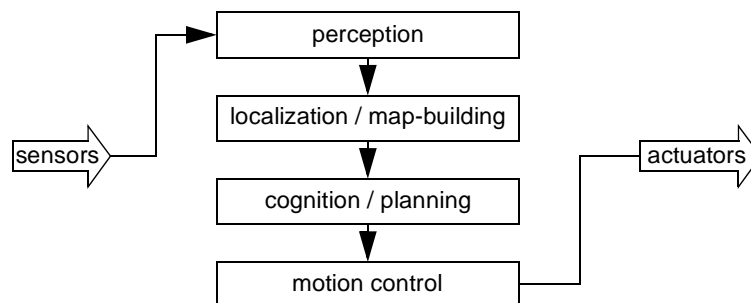 perception
localization / map-building
sensors
actuators
cognition / planning
motion control